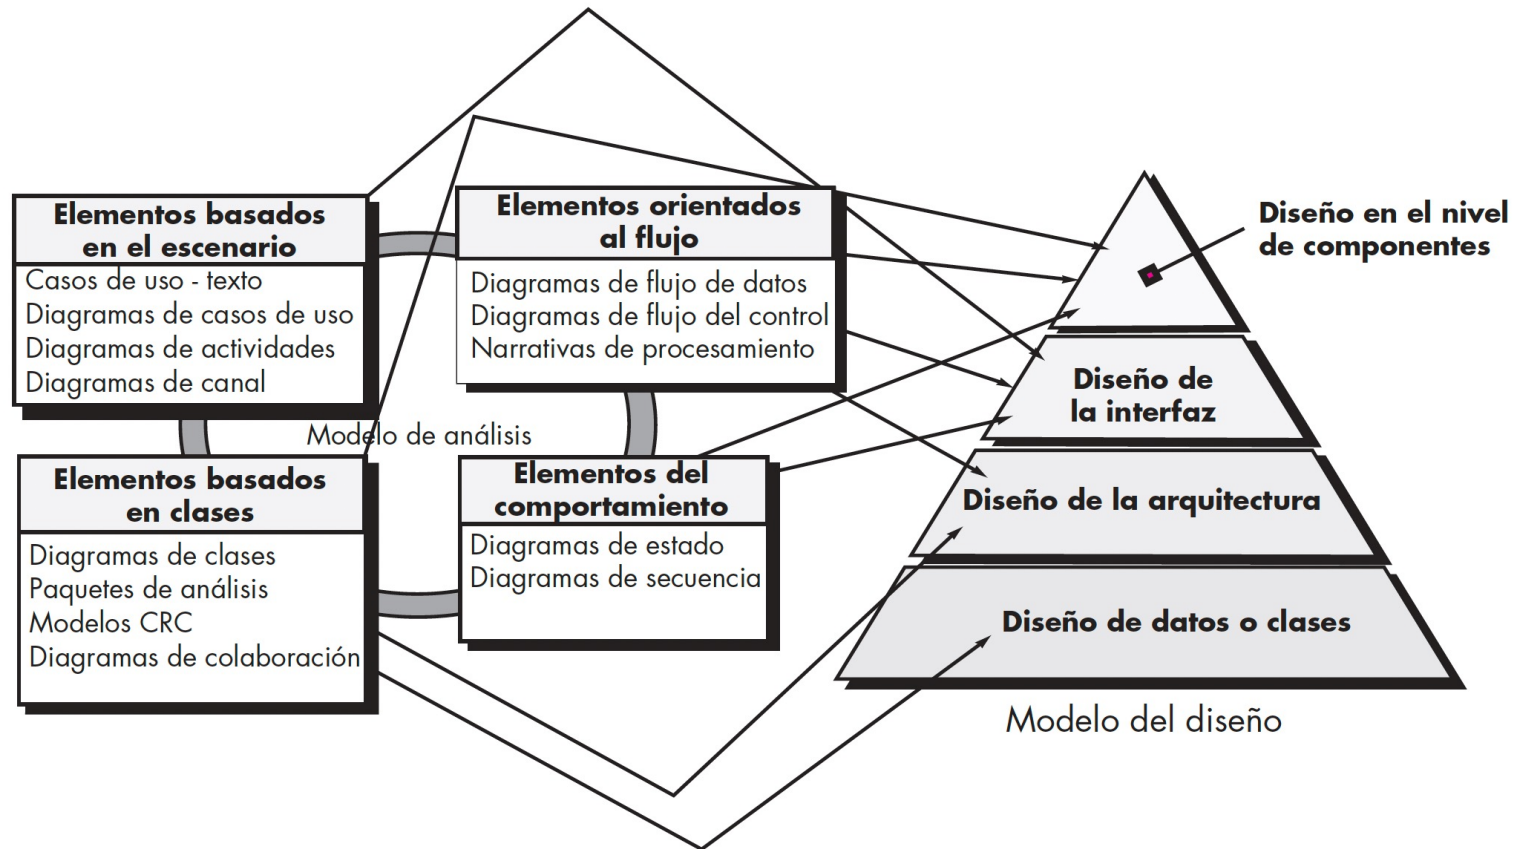 Elementos basados
en el escenario
Casos de uso - texto
Diagramas de casos de uso
Diagramas de actividades
Diagramas de canal
Elementos orientados
al flujo
Diagramas de flujo de datos
Diagramas de flujo del control
Narrativas de procesamiento
Modelo de análisis
Elementos basados
en clases
Diagramas de clases
Paquetes de análisis
Modelos CRC
Diagramas de colaboración
Elementos del
comportamiento
Diagramas de estado
Diagramas de secuencia
Diseño en el nivel
de componentes
Diseño de
la interfaz
Diseño de la arquitectura
Diseño de datos o clases
Modelo del diseño